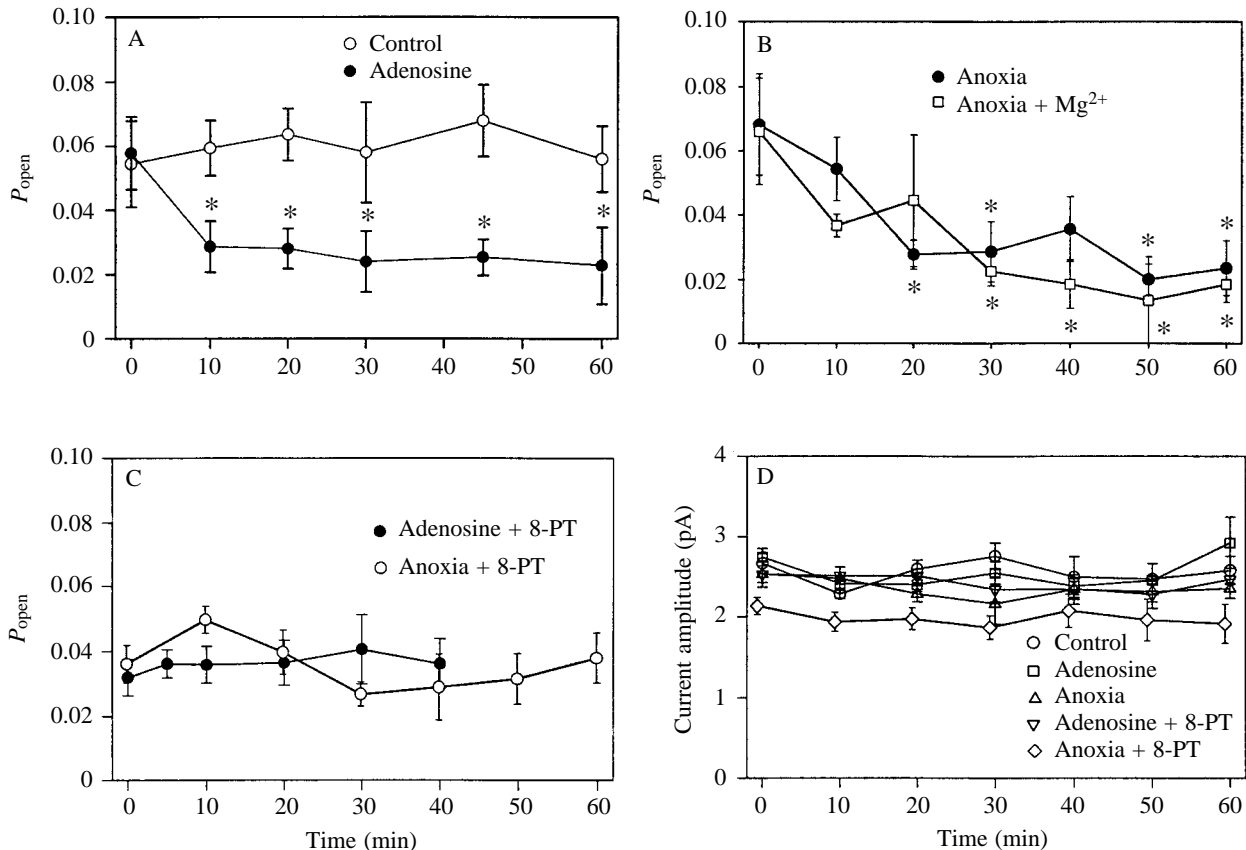 A
Control
Adenosine
0.10
0.08
0.06
0.04
0.02
0
P open
* * * * *
0 10 20 30 40 50 60
B
Anoxia
Anoxia + Mg2+
0.10
0.08
0.06
0.04
0.02
0
P open
* * *
* * * * *
0 10 20 30 40 50 60
C
Adenosine + 8-PT
Anoxia + 8-PT
0.10
0.08
0.06
0.04
0.02
0
P open
0 10 20 30 40 50 60
Time (min)
D
4
3
2
1
0
Current amplitude (pA)
Control
Adenosine
Anoxia
Adenosine + 8-PT
Anoxia + 8-PT
0 10 20 30 40 50 60
Time (min)